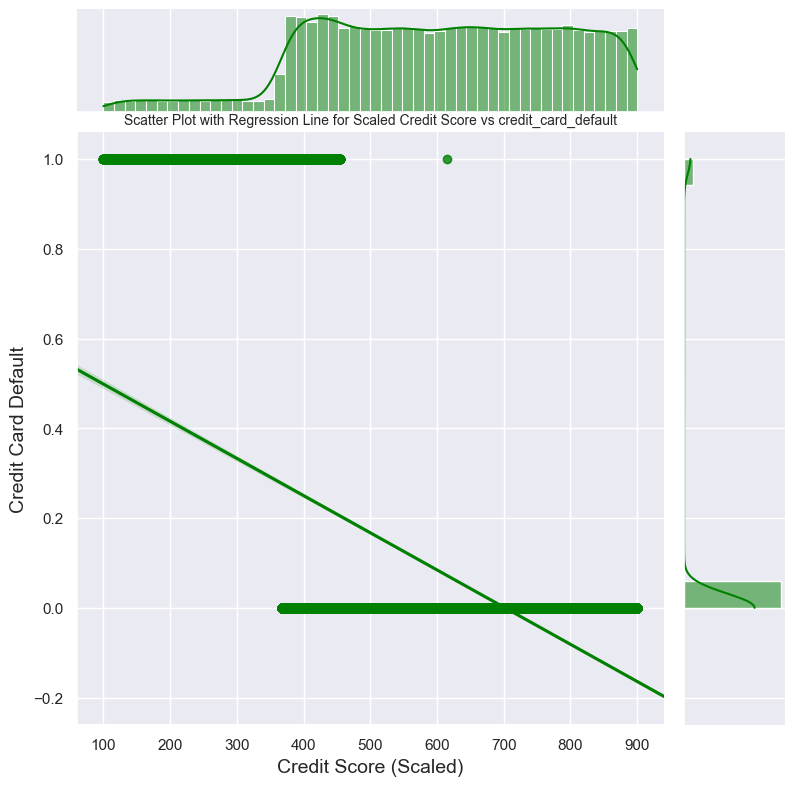 Scatter Plot with Regression Line for Scaled Credit Score vs credit_card_default
1.0
0.8
0.6
0.4
0.2
0.0
−0.2
Credit Card Default
100 200 300 400 500 600 700 800 900
Credit Score (Scaled)